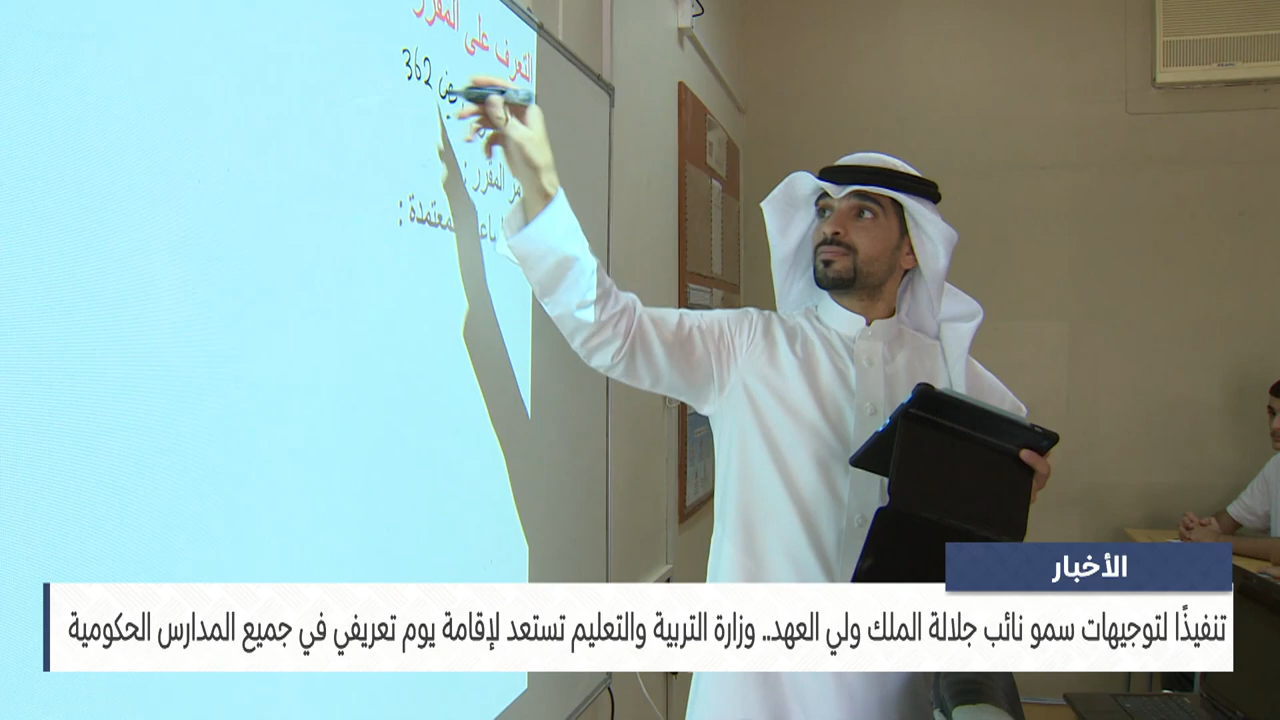 التعرف على المقرر
362
المقرر :
الأخبار
تنفيذًا لتوجيهات سمو نائب جلالة الملك ولي العهد.. وزارة التربية والتعليم تستعد لإقامة يوم تعريفي في جميع المدارس الحكومية